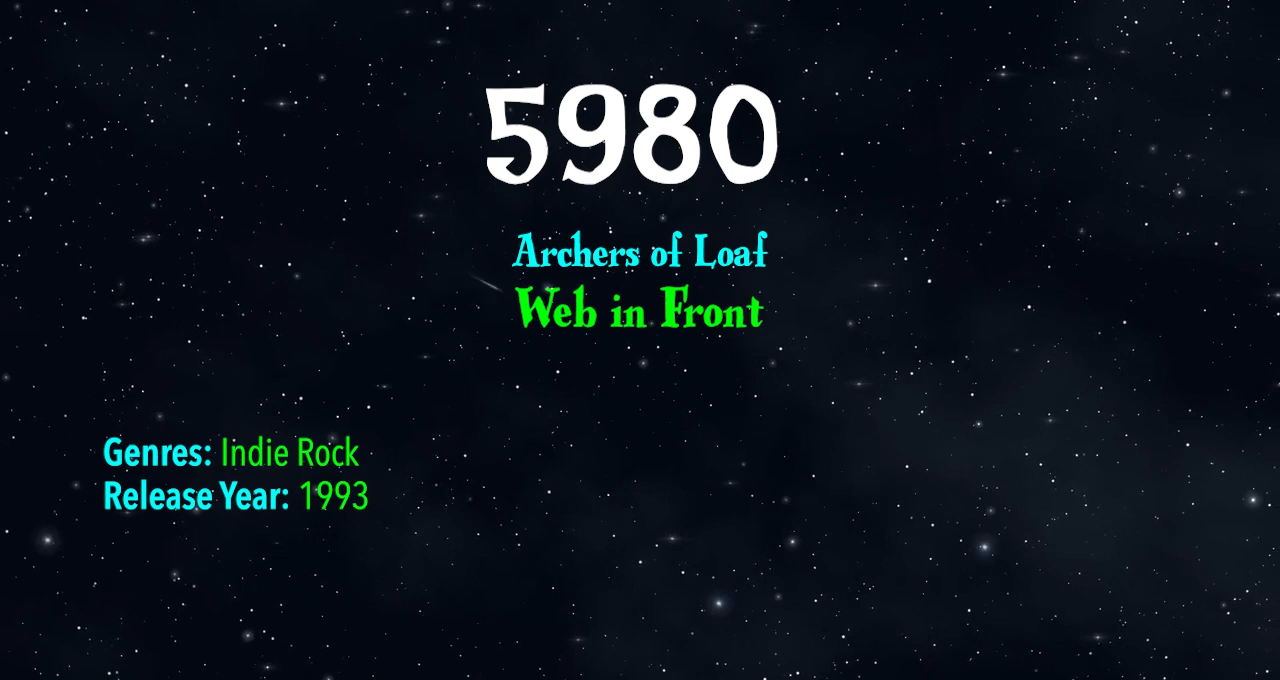 5980
Archers of Loaf
Web in Front
Genres: Indie Rock
Release Year: 1993